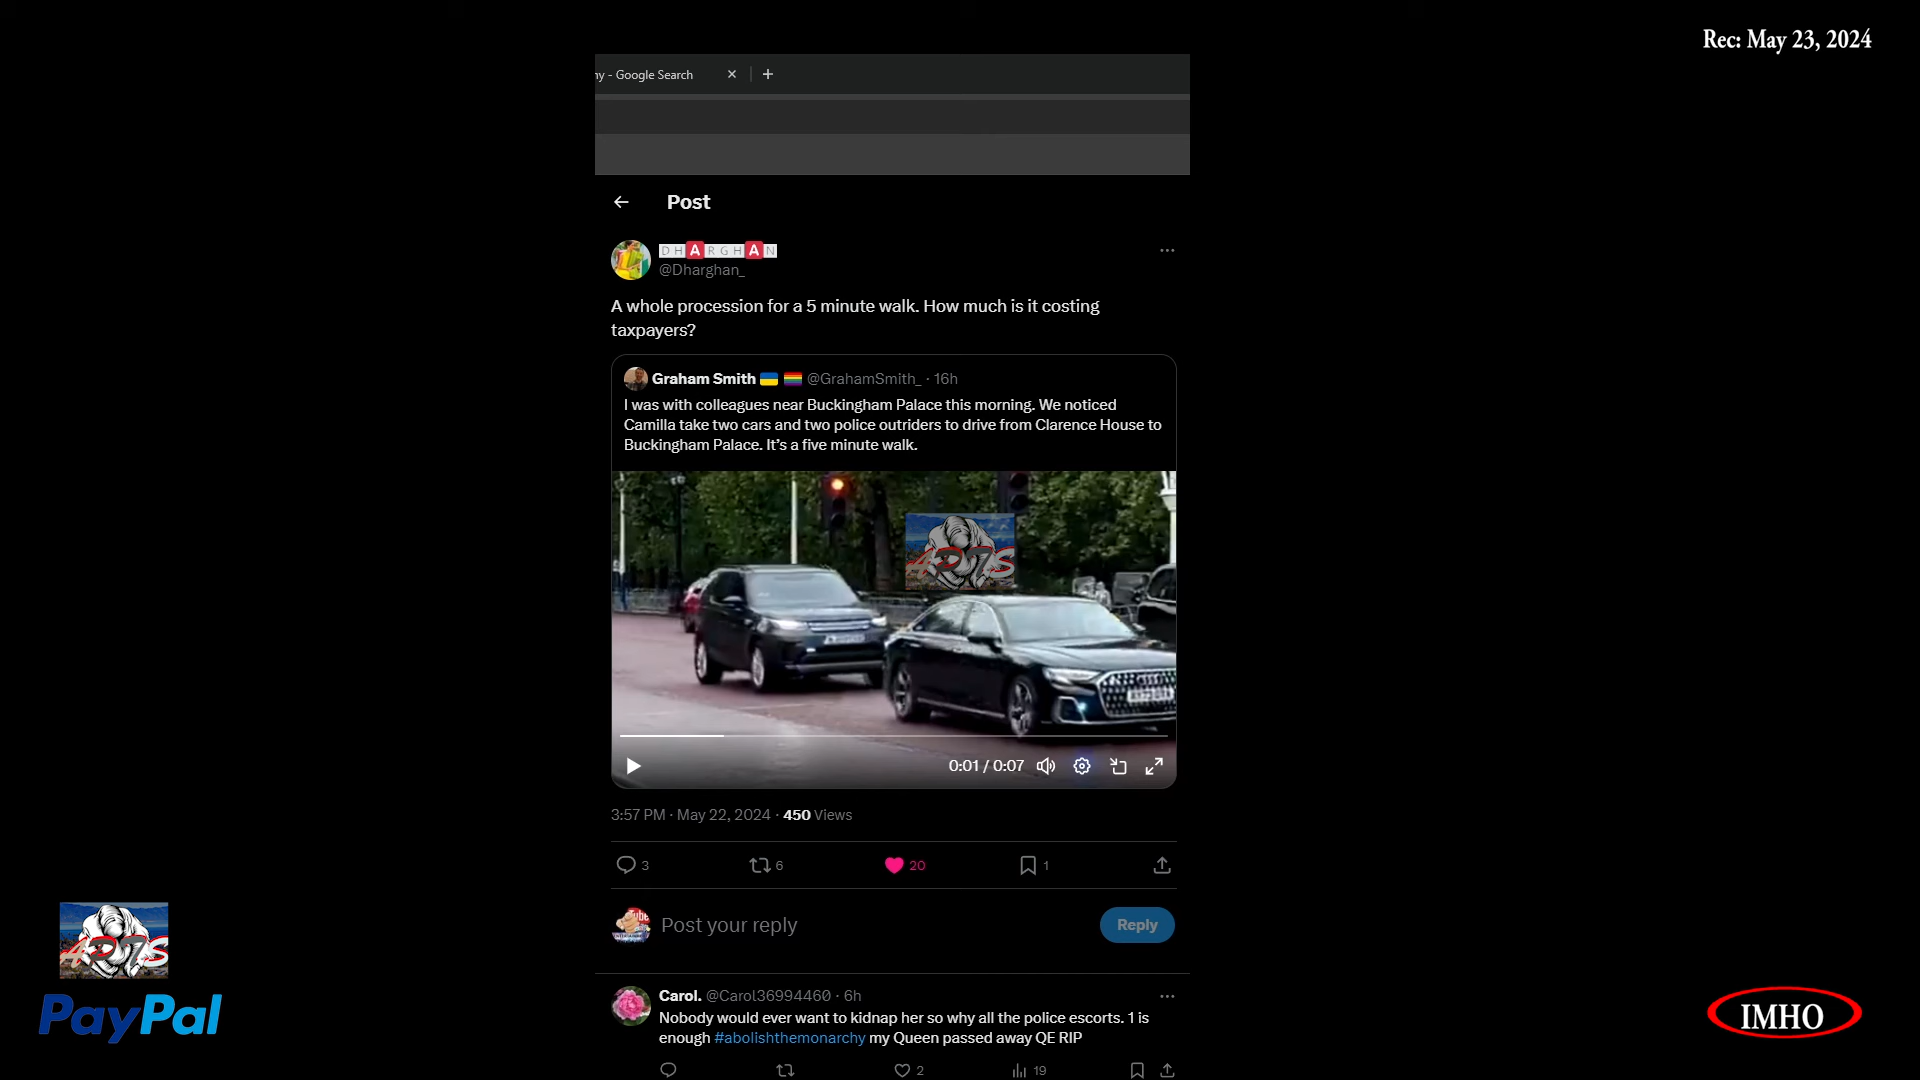 Rec: May 23, 2024
ny - Google Search
Post
DHARGHAN
@Dharghan_
A whole procession for a 5 minute walk. How much is it costing
taxpayers?
Graham Smith @GrahamSmith_ · 16h
I was with colleagues near Buckingham Palace this morning. We noticed
Camilla take two cars and two police outriders to drive from Clarence House to
Buckingham Palace. It's a five minute walk.
0:01 / 0:07
3:57 PM · May 22, 2024 · 450 Views
3 6 20 1
Post your reply
Reply
Carol. @Carol36994460 · 6h
Nobody would ever want to kidnap her so why all the police escorts. 1 is
enough #abolishthemonarchy my Queen passed away QE RIP
2 19
PayPal
IMHO